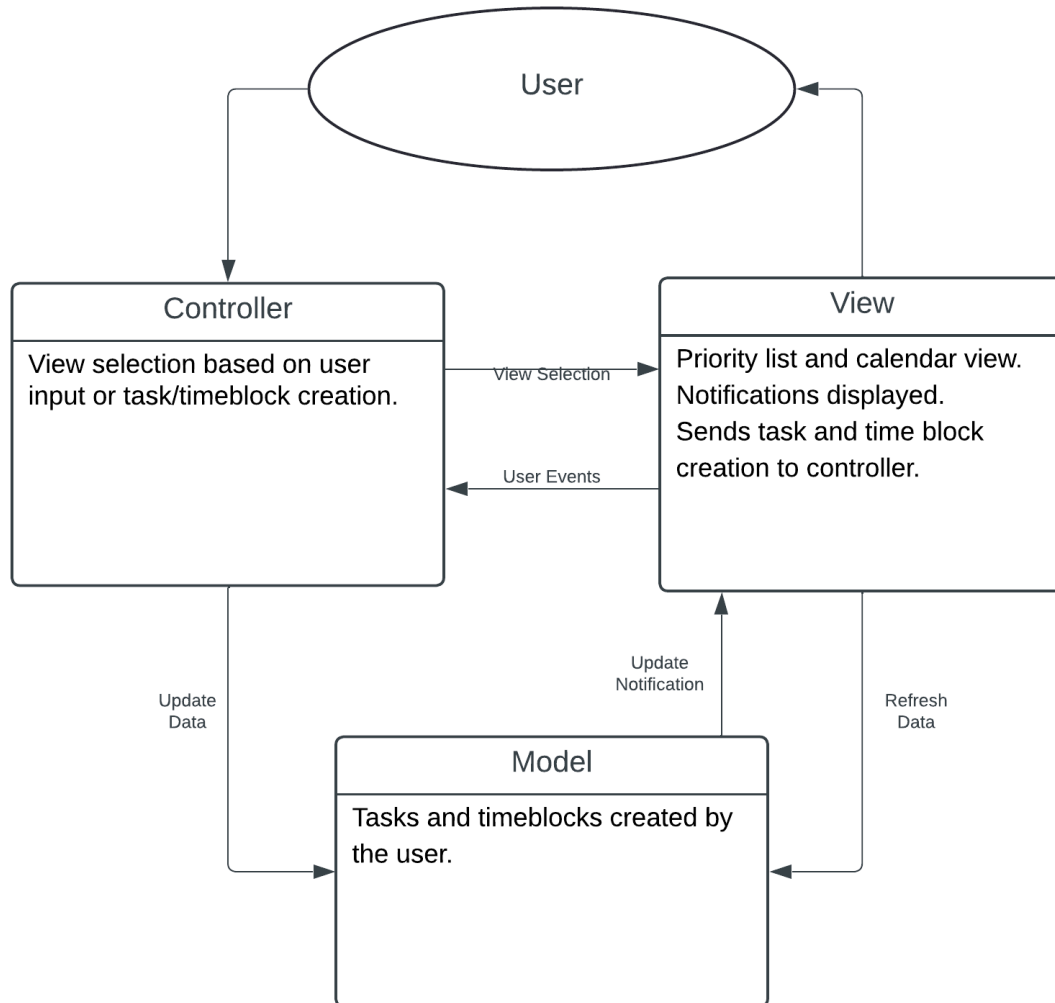 User
Controller
View selection based on user
input or task/timeblock creation.
View
Priority list and calendar view.
Notifications displayed.
Sends task and time block
creation to controller.
View Selection
User Events
Update
Data
Update
Notification
Refresh
Data
Model
Tasks and timeblocks created by
the user.